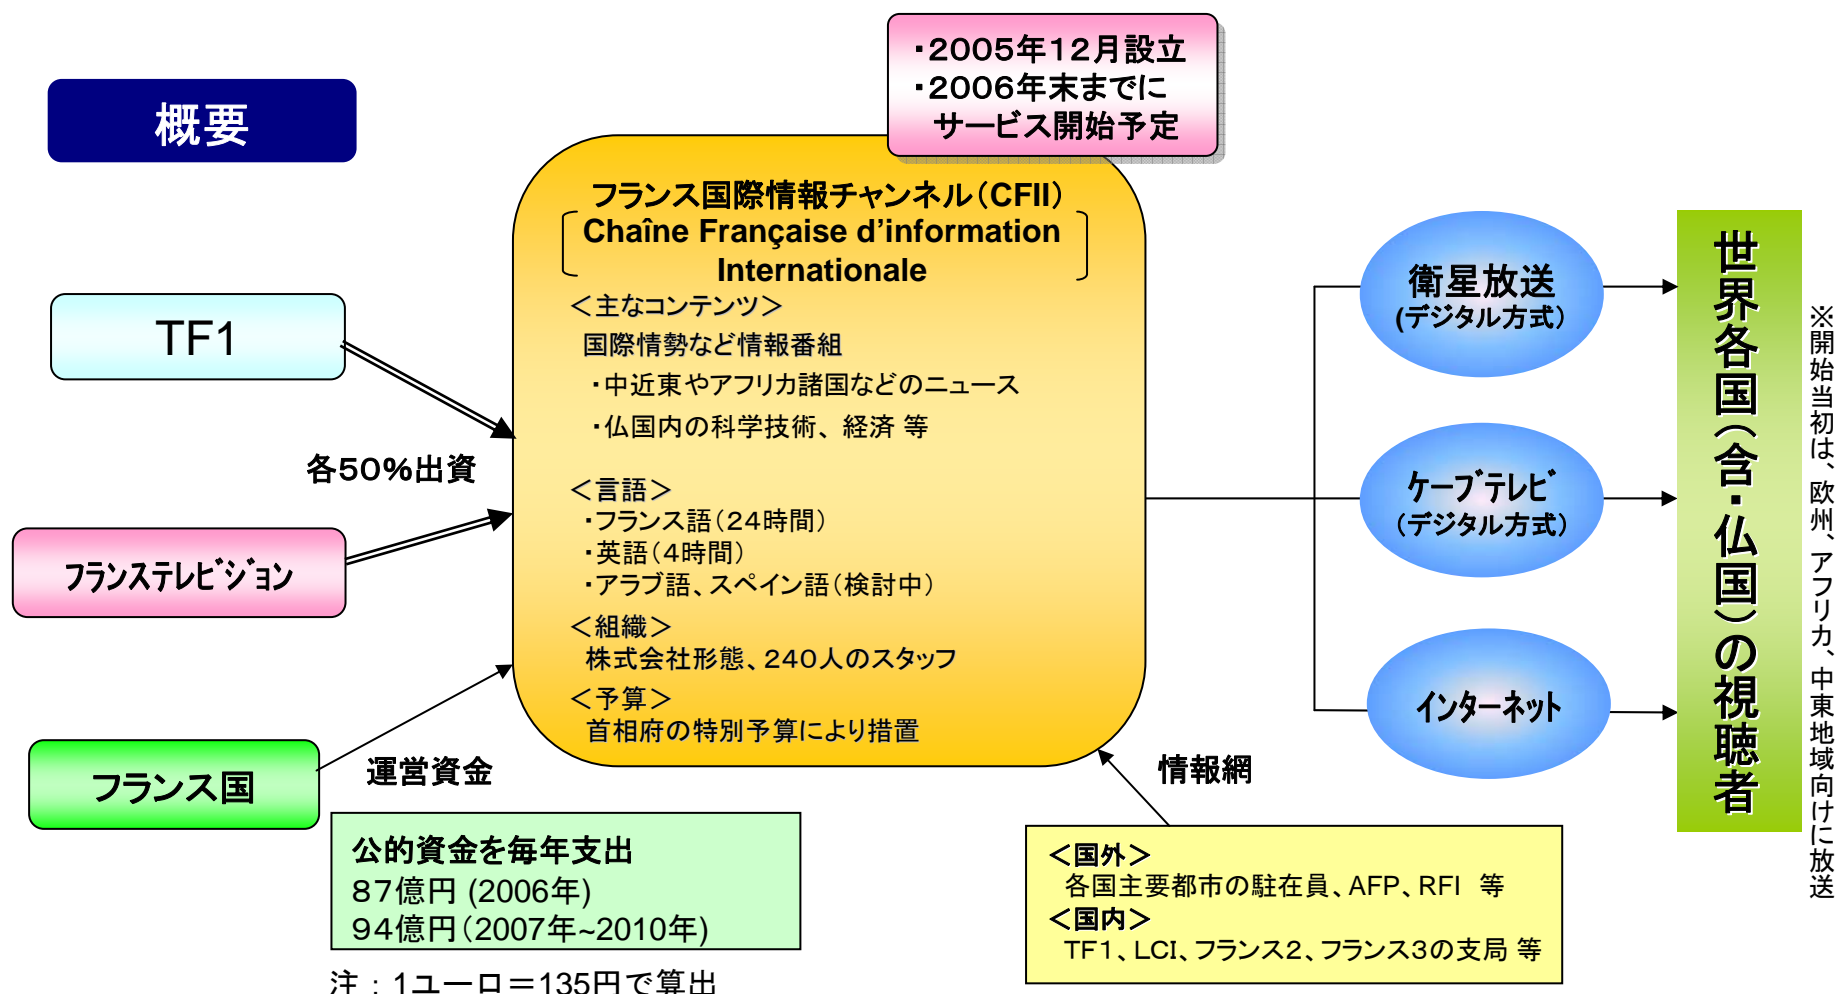 概要
・2005年12月設立
・2006年末までに
サービス開始予定
フランス国際情報チャンネル(CFII)
Chaîne Française d'information
Internationale
<主なコンテンツ>
国際情勢など情報番組
・中近東やアフリカ諸国などのニュース
・仏国内の科学技術、経済 等
<言語>
・フランス語(24時間)
・英語(4時間)
・アラブ語、スペイン語(検討中)
<組織>
株式会社形態、240人のスタッフ
<予算>
首相府の特別予算により措置
TF1
各50%出資
フランステレビジョン
フランス国
運営資金
公的資金を毎年支出
87億円 (2006年)
94億円(2007年~2010年)
注：1ユーロ＝135円で算出
情報網
<国外>
各国主要都市の駐在員、AFP、RFI 等
<国内>
TF1、LCI、フランス2、フランス3の支局 等
衛星放送
(デジタル方式)
ケーブテレビ
(デジタル方式)
インターネット
世界各国(含・仏国)の視聴者
※開始当初は、欧州、アフリカ、中東地域向けに放送